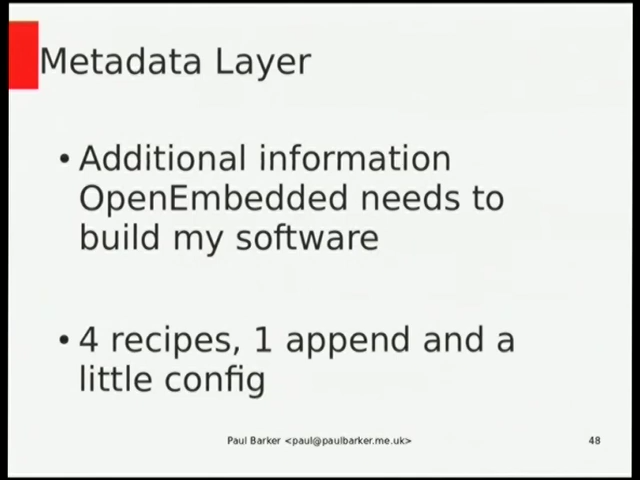 Metadata Layer
• Additional information
OpenEmbedded needs to
build my software
• 4 recipes, 1 append and a
little config
Paul Barker <paul@paulbarker.me.uk>
48